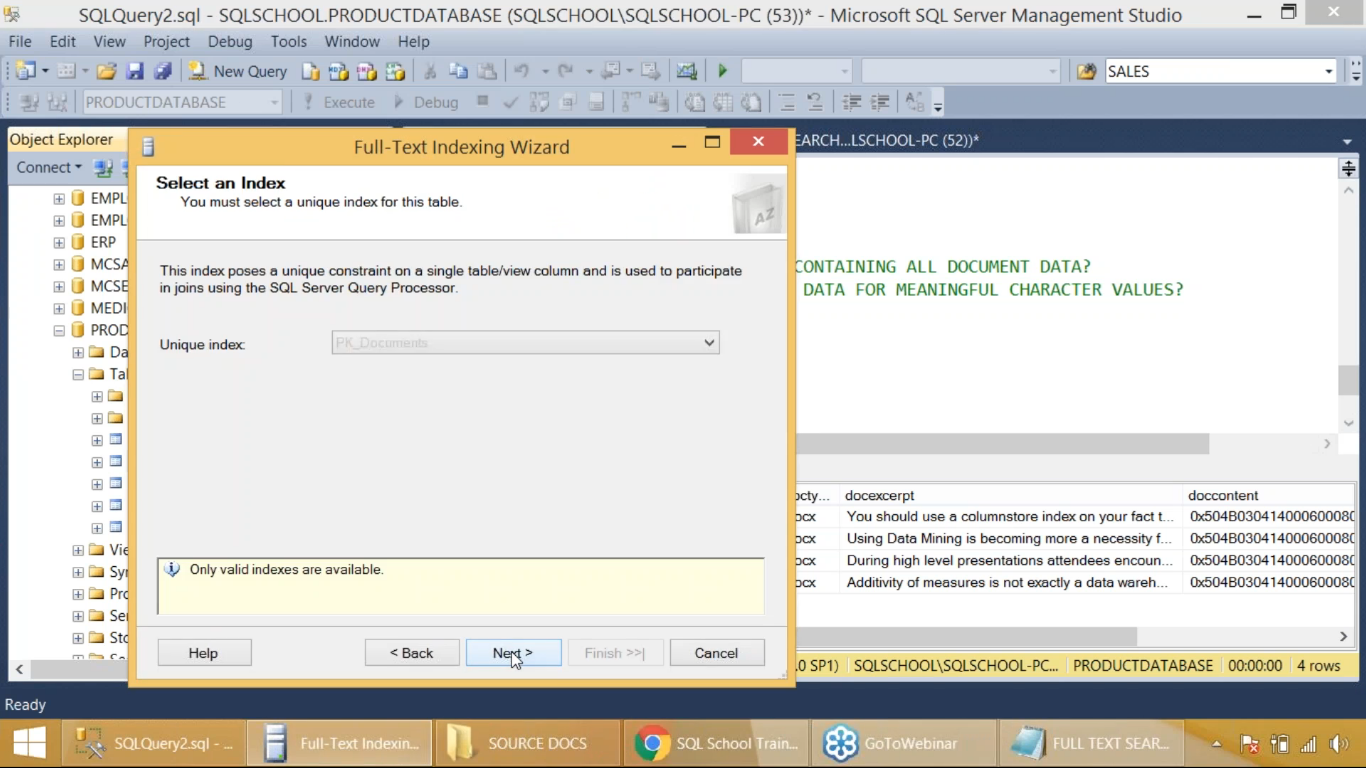 SQLQuery2.sql - SQLSCHOOL.PRODUCTDATABASE (SQLSCHOOL\SQLSCHOOL-PC (53))* - Microsoft SQL Server Management Studio
File Edit View Project Debug Tools Window Help
New Query SALES
PRODUCTDATABASE Execute Debug
Object Explorer
Full-Text Indexing Wizard
EARCH...LSCHOOL-PC (52))*
Connect
Select an Index
You must select a unique index for this table.
EMPL
EMPL
ERP
MCSA
MCSE
MEDI
PROD
Da
Tal
Vie
Syr
Pro
Ser
Sto
This index poses a unique constraint on a single table/view column and is used to participate
in joins using the SQL Server Query Processor.
CONTAINING ALL DOCUMENT DATA?
DATA FOR MEANINGFUL CHARACTER VALUES?
Unique index: PK_Documents
octy... docexcerpt doccontent
ocx You should use a columnstore index on your fact t... 0x504B03041400060008
ocx Using Data Mining is becoming more a necessity f... 0x504B03041400060008
ocx During high level presentations attendees encoun... 0x504B03041400060008
ocx Additivity of measures is not exactly a data wareh... 0x504B03041400060008
Only valid indexes are available.
Help < Back Next > Finish >>| Cancel
.0 SP1) SQLSCHOOL\SQLSCHOOL-PC... PRODUCTDATABASE 00:00:00 4 rows
Ready
SQLQuery2.sql - ... Full-Text Indexin... SOURCE DOCS SQL School Train... GoToWebinar FULL TEXT SEAR...